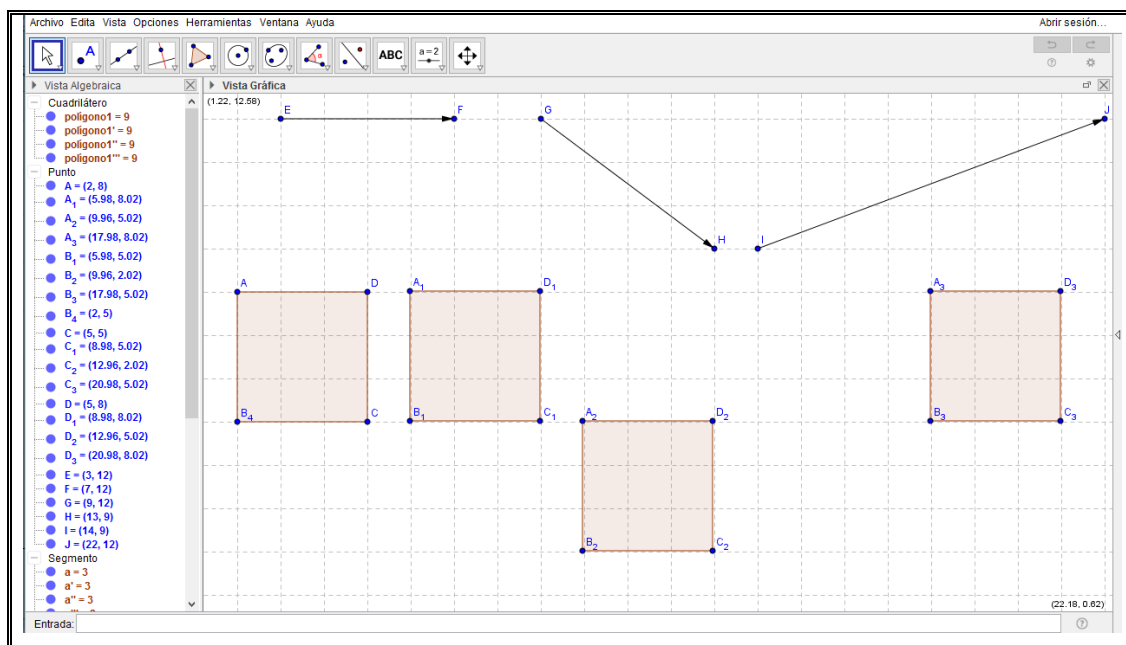 Archivo Edita Vista Opciones Herramientas Ventana Ayuda
Abrir sesión...
A
ABC
a=2
Vista Algebraica
Vista Gráfica
Cuadrilátero
poligono1 = 9
poligono1' = 9
poligono1'' = 9
poligono1''' = 9
Punto
A = (2, 8)
A₁ = (5.98, 8.02)
A₂ = (9.96, 5.02)
A₃ = (17.98, 8.02)
B₁ = (5.98, 5.02)
B₂ = (9.96, 2.02)
B₃ = (17.98, 5.02)
B₄ = (2, 5)
C = (5, 5)
C₁ = (8.98, 5.02)
C₂ = (12.96, 2.02)
C₃ = (20.98, 5.02)
D = (5, 8)
D₁ = (8.98, 8.02)
D₂ = (12.96, 5.02)
D₃ = (20.98, 8.02)
E = (3, 12)
F = (7, 12)
G = (9, 12)
H = (13, 9)
I = (14, 9)
J = (22, 12)
Segmento
a = 3
a' = 3
a'' = 3
(1.22, 12.58)
E
F
G
J
H
I
A
D
A₁
D₁
A₃
D₃
B₄
C
B₁
C₁
A₂
D₂
B₃
C₃
B₂
C₂
(22.18, 0.62)
Entrada: